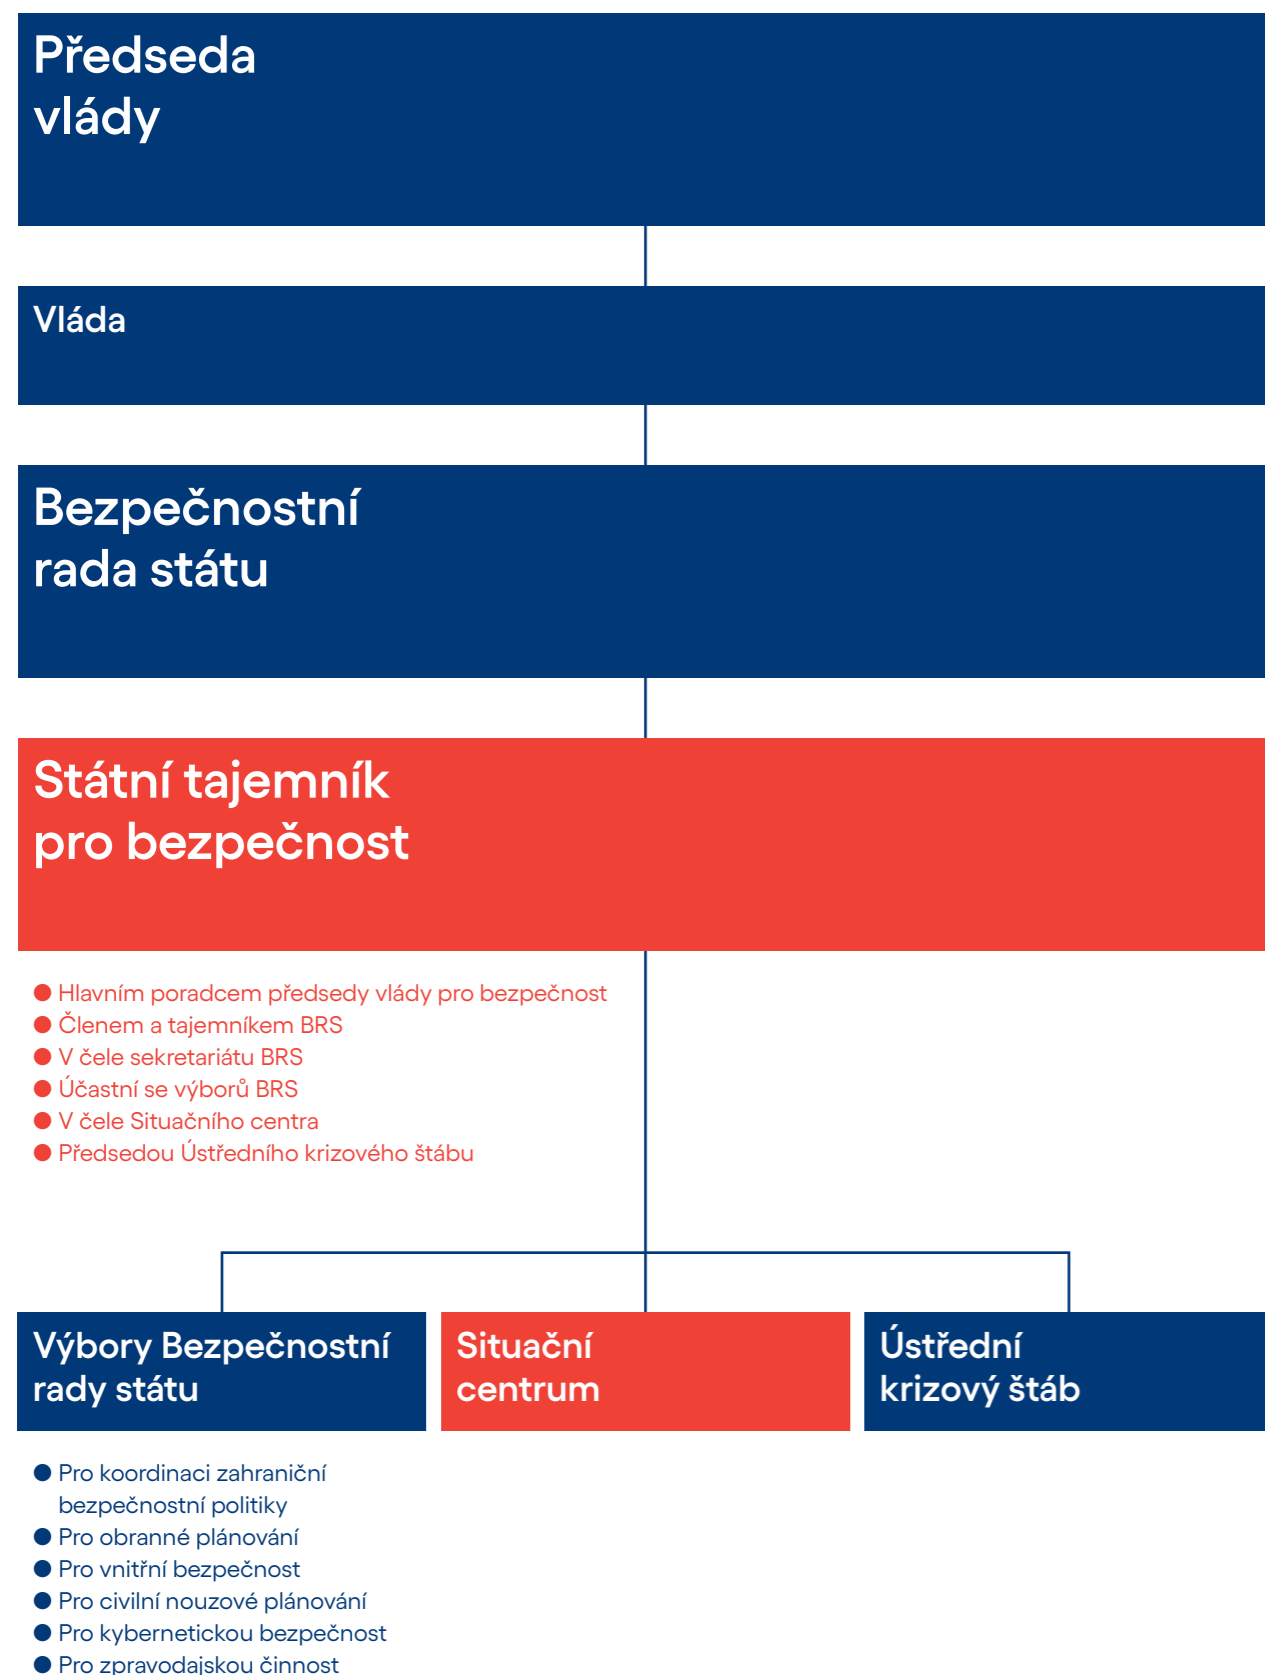 Předseda
vlády
Vláda
Bezpečnostní
rada státu
Státní tajemník
pro bezpečnost
● Hlavním poradcem předsedy vlády pro bezpečnost
● Členem a tajemníkem BRS
● V čele sekretariátu BRS
● Účastní se výborů BRS
● V čele Situačního centra
● Předsedou Ústředního krizového štábu
Výbory Bezpečnostní
rady státu
Situační
centrum
Ústřední
krizový štáb
● Pro koordinaci zahraniční
bezpečnostní politiky
● Pro obranné plánování
● Pro vnitřní bezpečnost
● Pro civilní nouzové plánování
● Pro kybernetickou bezpečnost
● Pro zpravodajskou činnost